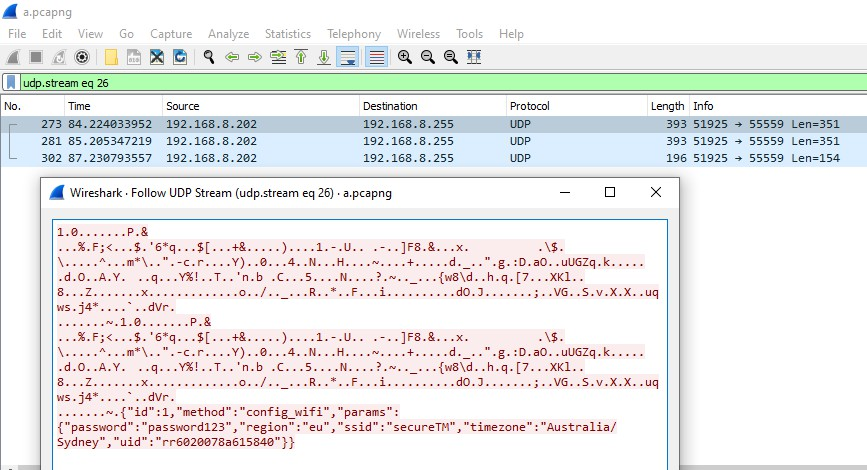 a.pcapng
File Edit View Go Capture Analyze Statistics Telephony Wireless Tools Help
udp.stream eq 26
No. Time Source Destination Protocol Length Info
273 84.224033952 192.168.8.202 192.168.8.255 UDP 393 51925 → 55559 Len=351
281 85.205347219 192.168.8.202 192.168.8.255 UDP 393 51925 → 55559 Len=351
302 87.230793557 192.168.8.202 192.168.8.255 UDP 196 51925 → 55559 Len=154
Wireshark · Follow UDP Stream (udp.stream eq 26) · a.pcapng
1.0.......P.&
...%.F;<...$.'6*q...$[...+&.....)....1.-.U.. .-..]F8.&...x. .\$.
\.....^...m*\..".-c.r....Y)..0...4..N...H....~....+.....d._..".g.:D.aO..uUGZq.k.....
.d.O..A.Y. ..q...Y%!..T..'n.b .C...5....N....?.~.._...{w8\d..h.q.[7...XKl..
8...Z.......x.............o../.._...R..*..F...i..........dO.J.......;..VG..S.v.X.X..uq
ws.j4*....`..dVr.
.......~.1.0.......P.&
...%.F;<...$.'6*q...$[...+&.....)....1.-.U.. .-..]F8.&...x. .\$.
\.....^...m*\..".-c.r....Y)..0...4..N...H....~....+.....d._..".g.:D.aO..uUGZq.k.....
.d.O..A.Y. ..q...Y%!..T..'n.b .C...5....N....?.~.._...{w8\d..h.q.[7...XKl..
8...Z.......x.............o../.._...R..*..F...i..........dO.J.......;..VG..S.v.X.X..uq
ws.j4*....`..dVr.
.......~.{"id":1,"method":"config_wifi","params":
{"password":"password123","region":"eu","ssid":"secureTM","timezone":"Australia/
Sydney","uid":"rr6020078a615840"}}